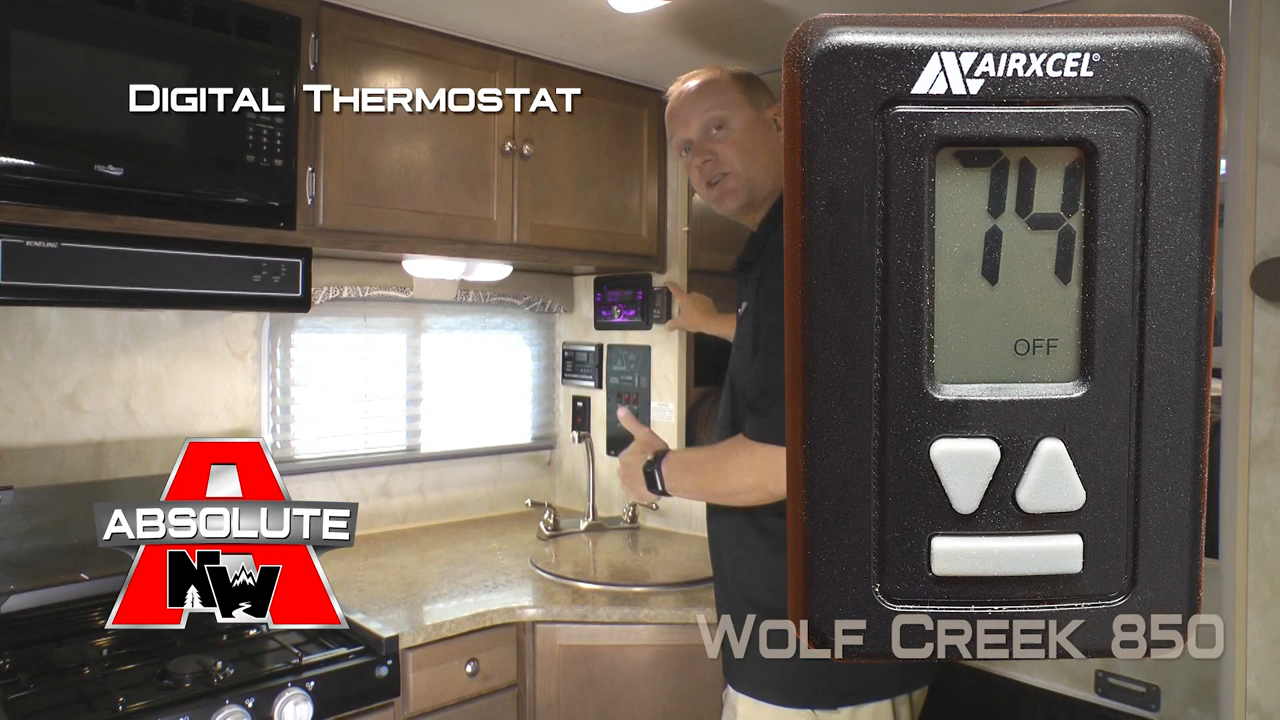 DIGITAL THERMOSTAT
AIRXCEL
74
OFF
ABSOLUTE
NW
WOLF CREEK 850